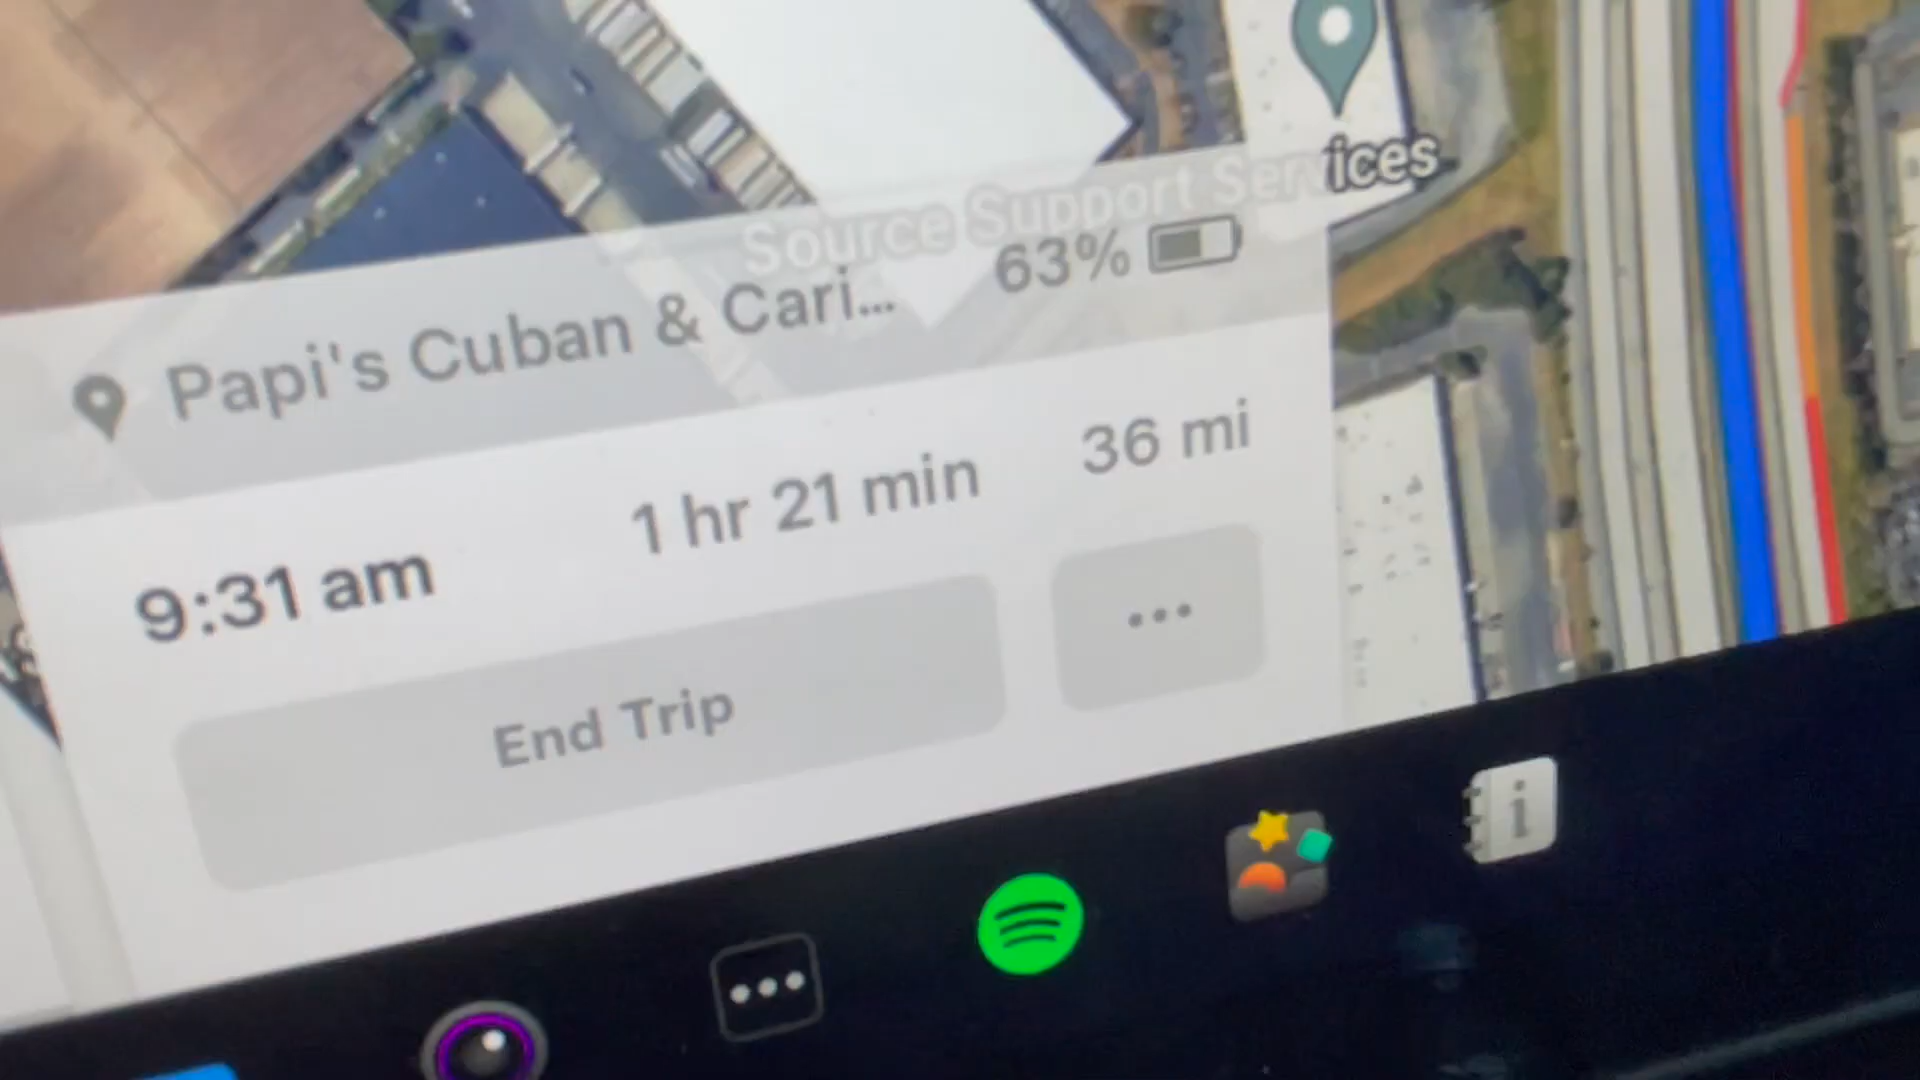 Source Support Services
Papi's Cuban & Cari...
63%
9:31 am
1 hr 21 min
36 mi
End Trip